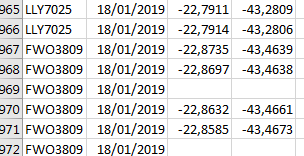 965 LLY7025 18/01/2019 -22,7911 -43,2809
966 LLY7025 18/01/2019 -22,7914 -43,2806
967 FWO3809 18/01/2019 -22,8735 -43,4639
968 FWO3809 18/01/2019 -22,8697 -43,4638
969 FWO3809 18/01/2019
970 FWO3809 18/01/2019 -22,8632 -43,4661
971 FWO3809 18/01/2019 -22,8585 -43,4673
972 FWO3809 18/01/2019